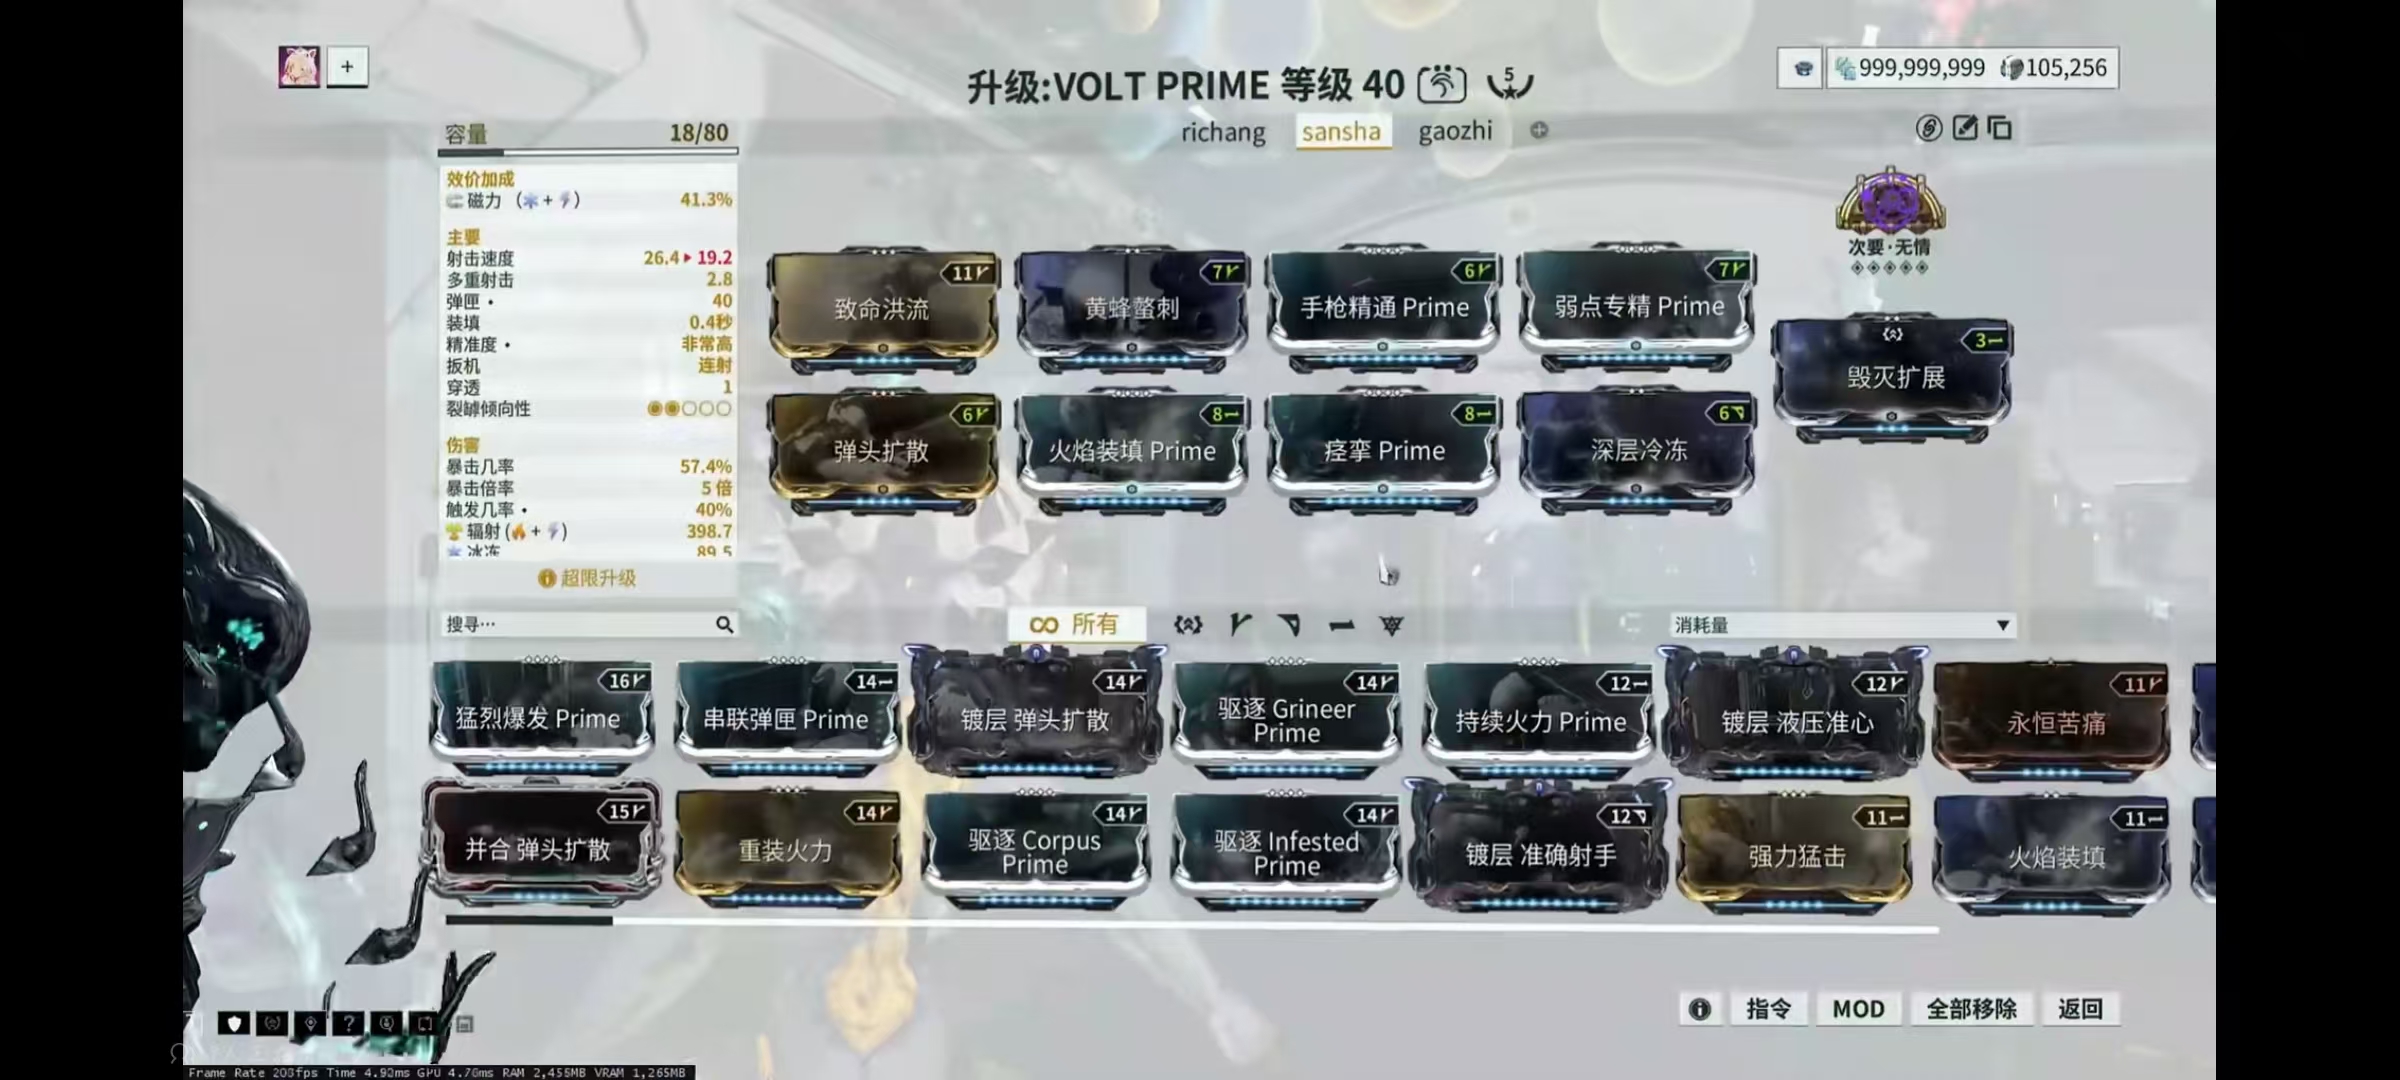 +
升级:VOLT PRIME 等级 40
5
999,999,999
105,256
richang
sansha
gaozhi
容量 18/80
效价加成
磁力 ( + ) 41.3%
主要
射击速度 26.4 ▸ 19.2
多重射击 2.8
弹匣 • 40
装填 0.4秒
精准度 • 非常高
扳机 连射
穿透 1
裂罅倾向性
伤害
暴击几率 57.4%
暴击倍率 5 倍
触发几率 • 40%
辐射 ( + ) 398.7
冰冻 89.5
超限升级
次要·无情
11
致命洪流
7
黄蜂螫刺
6
手枪精通 Prime
7
弱点专精 Prime
3
毁灭扩展
6
弹头扩散
8
火焰装填 Prime
8
痉挛 Prime
6
深层冷冻
搜寻…
∞ 所有
消耗量
16
猛烈爆发 Prime
14
串联弹匣 Prime
14
镀层 弹头扩散
14
驱逐 Grineer
Prime
12
持续火力 Prime
12
镀层 液压准心
11
永恒苦痛
15
并合 弹头扩散
14
重装火力
14
驱逐 Corpus
Prime
14
驱逐 Infested
Prime
12
镀层 准确射手
11
强力猛击
11
火焰装填
指令
MOD
全部移除
返回
?
Frame Rate 208fps Time 4.90ms GPU 4.76ms RAM 2,455MB VRAM 1,265MB